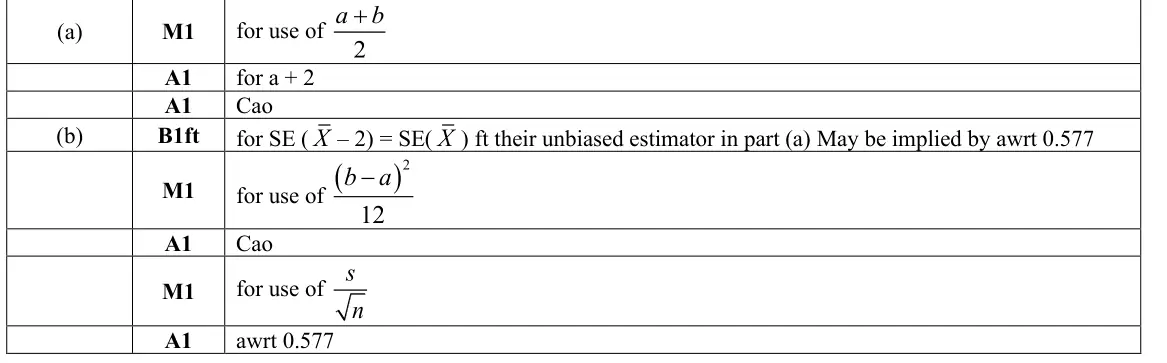 (a) M1 for use of (a + b)/2
A1 for a + 2
A1 Cao
(b) B1ft for SE ( X̅ – 2) = SE( X̅ ) ft their unbiased estimator in part (a) May be implied by awrt 0.577
M1 for use of (b − a)²/12
A1 Cao
M1 for use of s/√n
A1 awrt 0.577